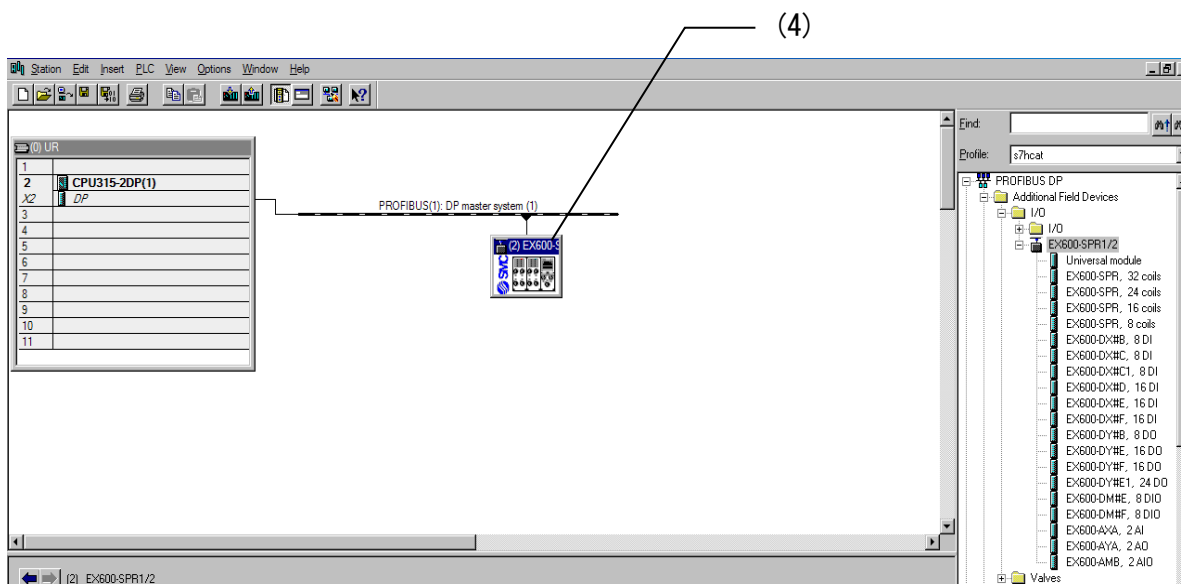 (4)
Station Edit Insert PLC View Options Window Help
Find:
Profile: s7hcat
(0) UR
1
2 CPU315-2DP(1)
X2 DP
3
4
5
6
7
8
9
10
11
PROFIBUS(1): DP master system (1)
(2) EX600-S
SMC
PROFIBUS DP
Additional Field Devices
I/O
I/O
EX600-SPR1/2
Universal module
EX600-SPR, 32 coils
EX600-SPR, 24 coils
EX600-SPR, 16 coils
EX600-SPR, 8 coils
EX600-DX#B, 8 DI
EX600-DX#C, 8 DI
EX600-DX#C1, 8 DI
EX600-DX#D, 16 DI
EX600-DX#E, 16 DI
EX600-DX#F, 16 DI
EX600-DY#B, 8 DO
EX600-DY#E, 16 DO
EX600-DY#F, 16 DO
EX600-DY#E1, 24 DO
EX600-DM#E, 8 DIO
EX600-DM#F, 8 DIO
EX600-AXA, 2 AI
EX600-AYA, 2 AO
EX600-AMB, 2 AIO
Valves
(2) EX600-SPR1/2